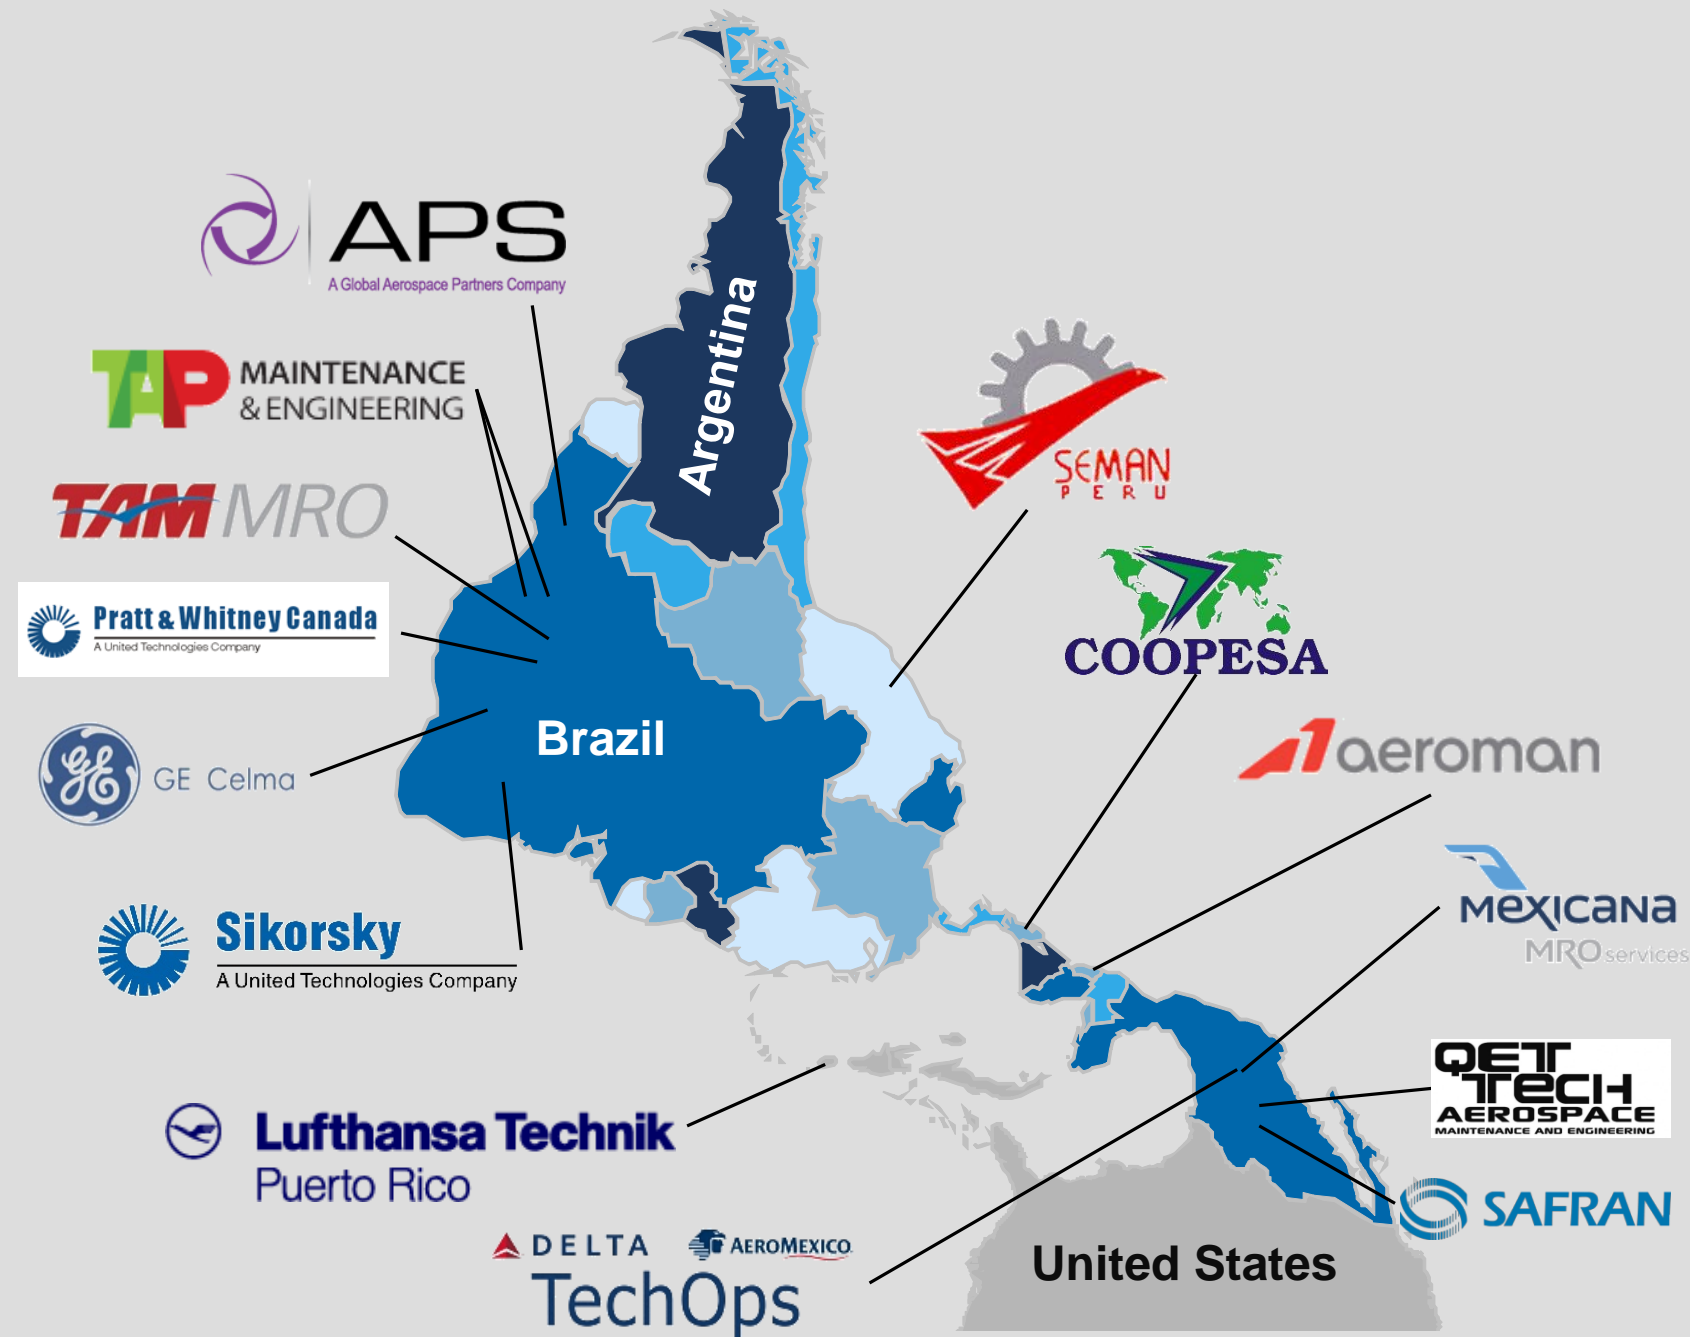 APS
A Global Aerospace Partners Company
TAP MAINTENANCE
& ENGINEERING
TAM MRO
Pratt & Whitney Canada
A United Technologies Company
GE GE Celma
Sikorsky
A United Technologies Company
Lufthansa Technik
Puerto Rico
DELTA AEROMEXICO
TechOps
Argentina
Brazil
United States
SEMAN
PERU
COOPESA
aeroman
MEXICANA
MRO services
QET
TECH
AEROSPACE
MAINTENANCE AND ENGINEERING
SAFRAN